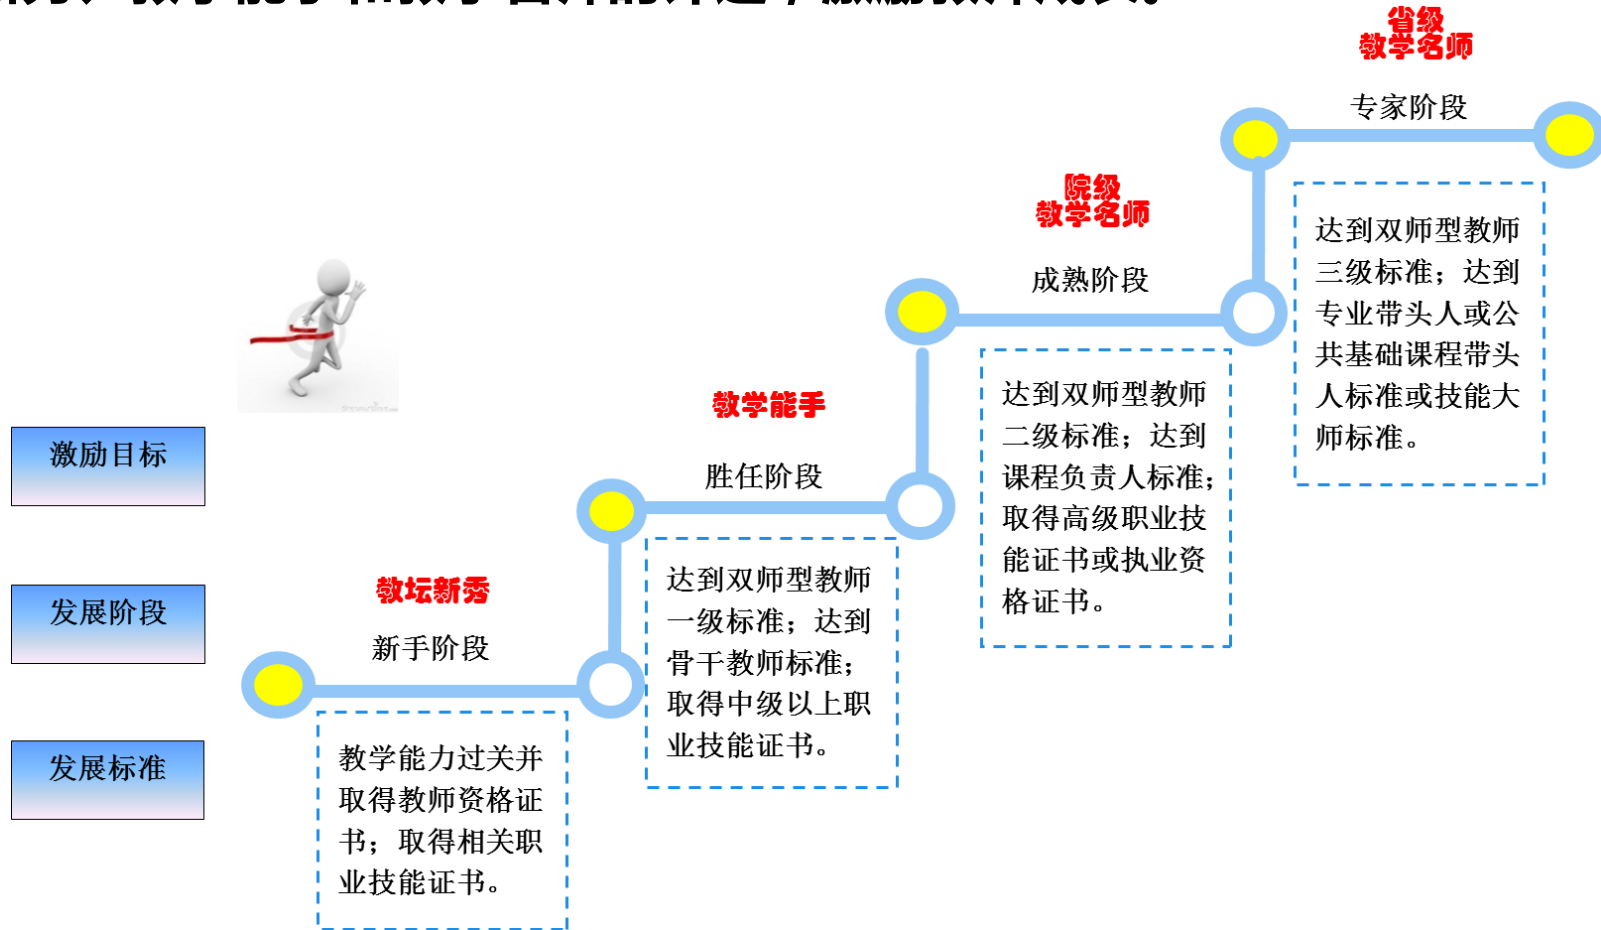 省级
教学名师
专家阶段
达到双师型教师
三级标准；达到
专业带头人或公
共基础课程带头
人标准或技能大
师标准。
院级
教学名师
成熟阶段
达到双师型教师
二级标准；达到
课程负责人标准；
取得高级职业技
能证书或执业资
格证书。
教学能手
胜任阶段
达到双师型教师
一级标准；达到
骨干教师标准；
取得中级以上职
业技能证书。
教坛新秀
新手阶段
教学能力过关并
取得教师资格证
书；取得相关职
业技能证书。
激励目标
发展阶段
发展标准